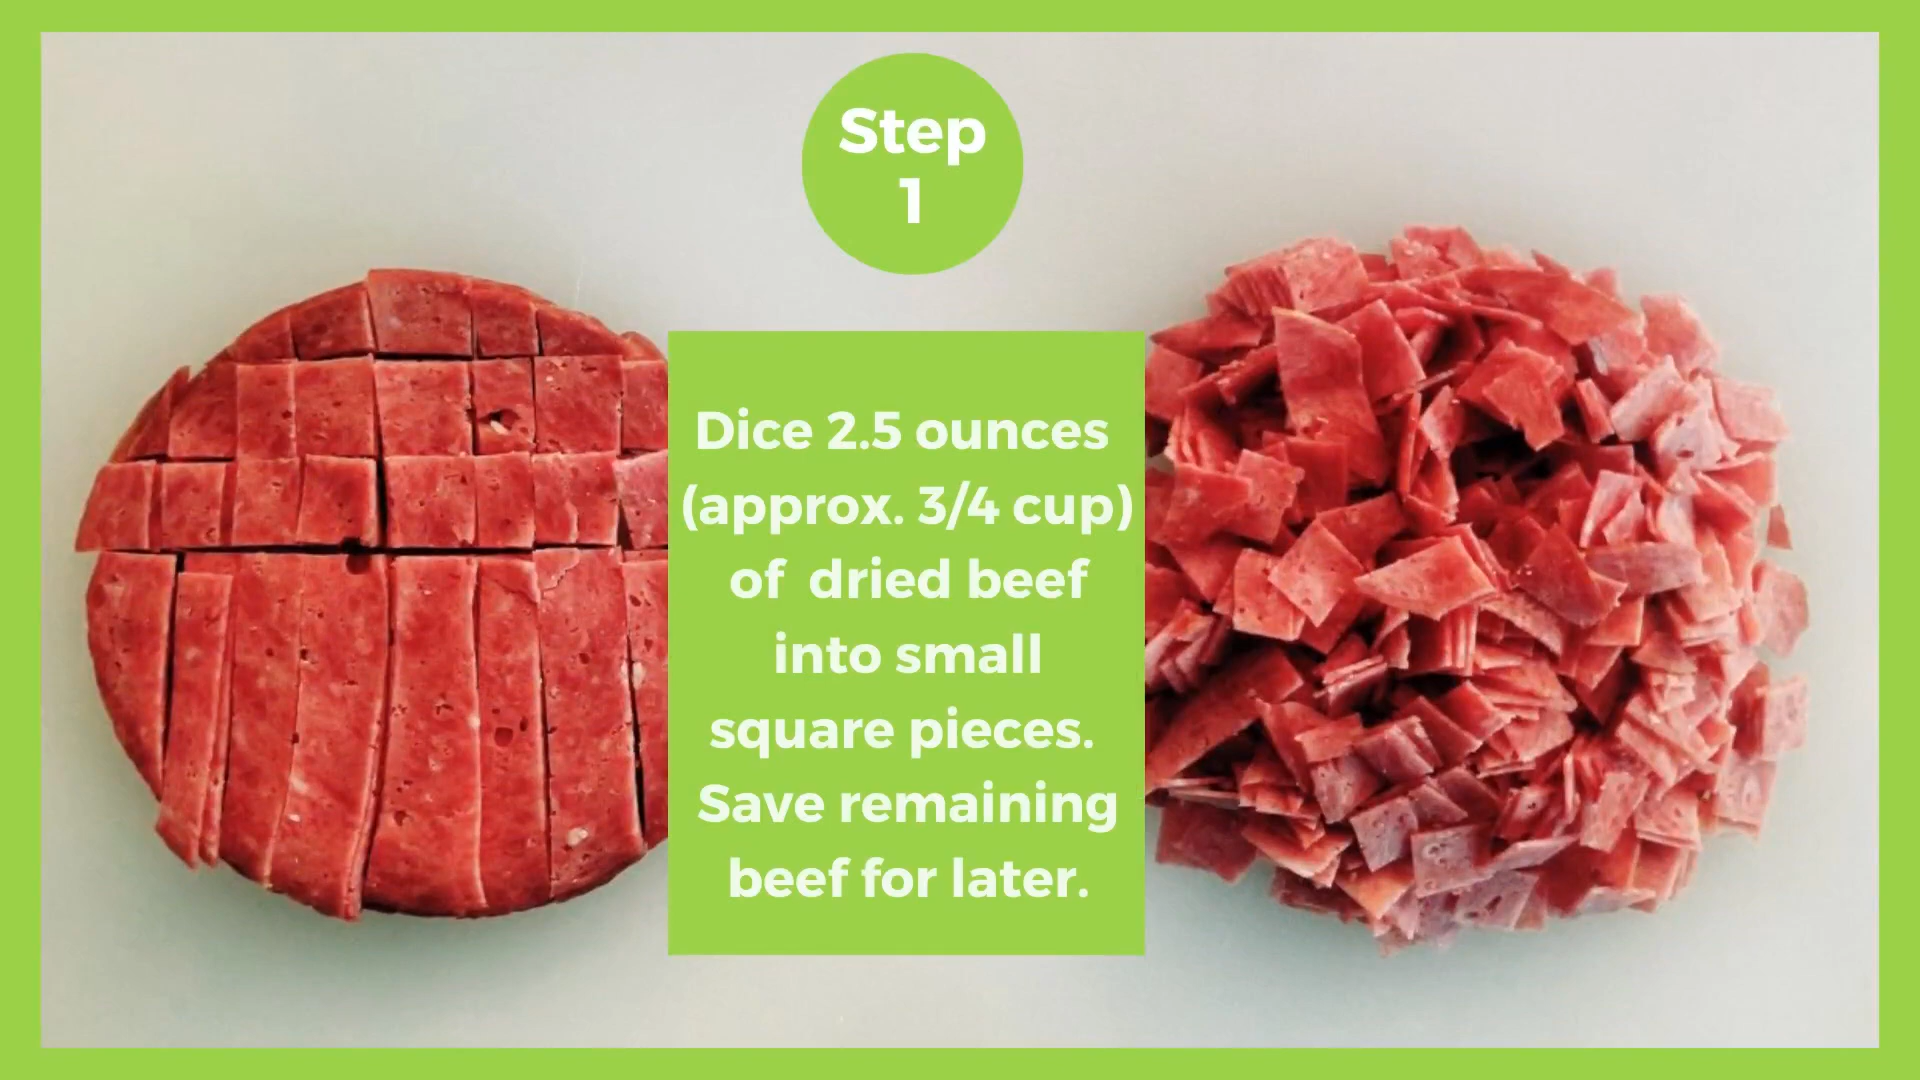 Step
1
Dice 2.5 ounces
(approx. 3/4 cup)
of dried beef
into small
square pieces.
Save remaining
beef for later.